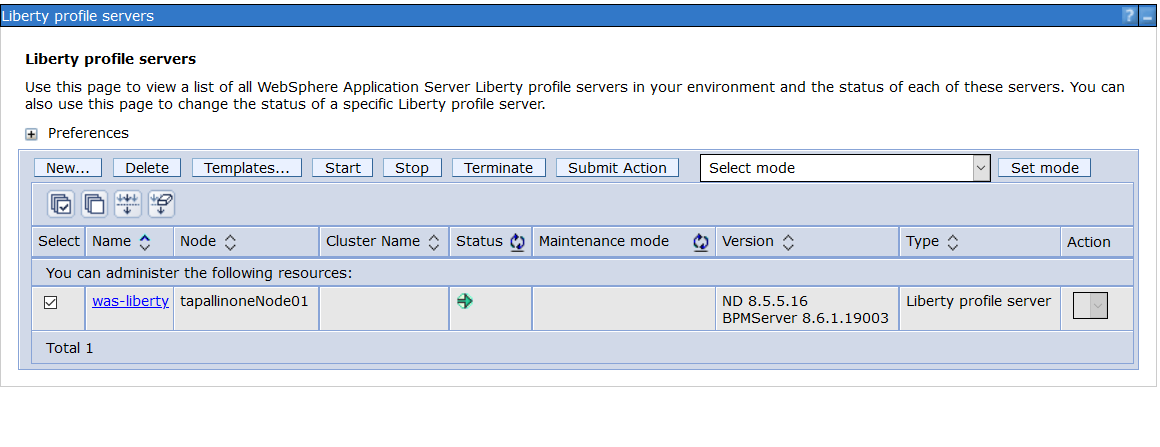 Liberty profile servers
?
Liberty profile servers
Use this page to view a list of all WebSphere Application Server Liberty profile servers in your environment and the status of each of these servers. You can
also use this page to change the status of a specific Liberty profile server.
Preferences
New... Delete Templates... Start Stop Terminate Submit Action Select mode Set mode
Select Name Node Cluster Name Status Maintenance mode Version Type Action
You can administer the following resources:
was-liberty tapallinoneNode01 ND 8.5.5.16 Liberty profile server
BPMServer 8.6.1.19003
Total 1